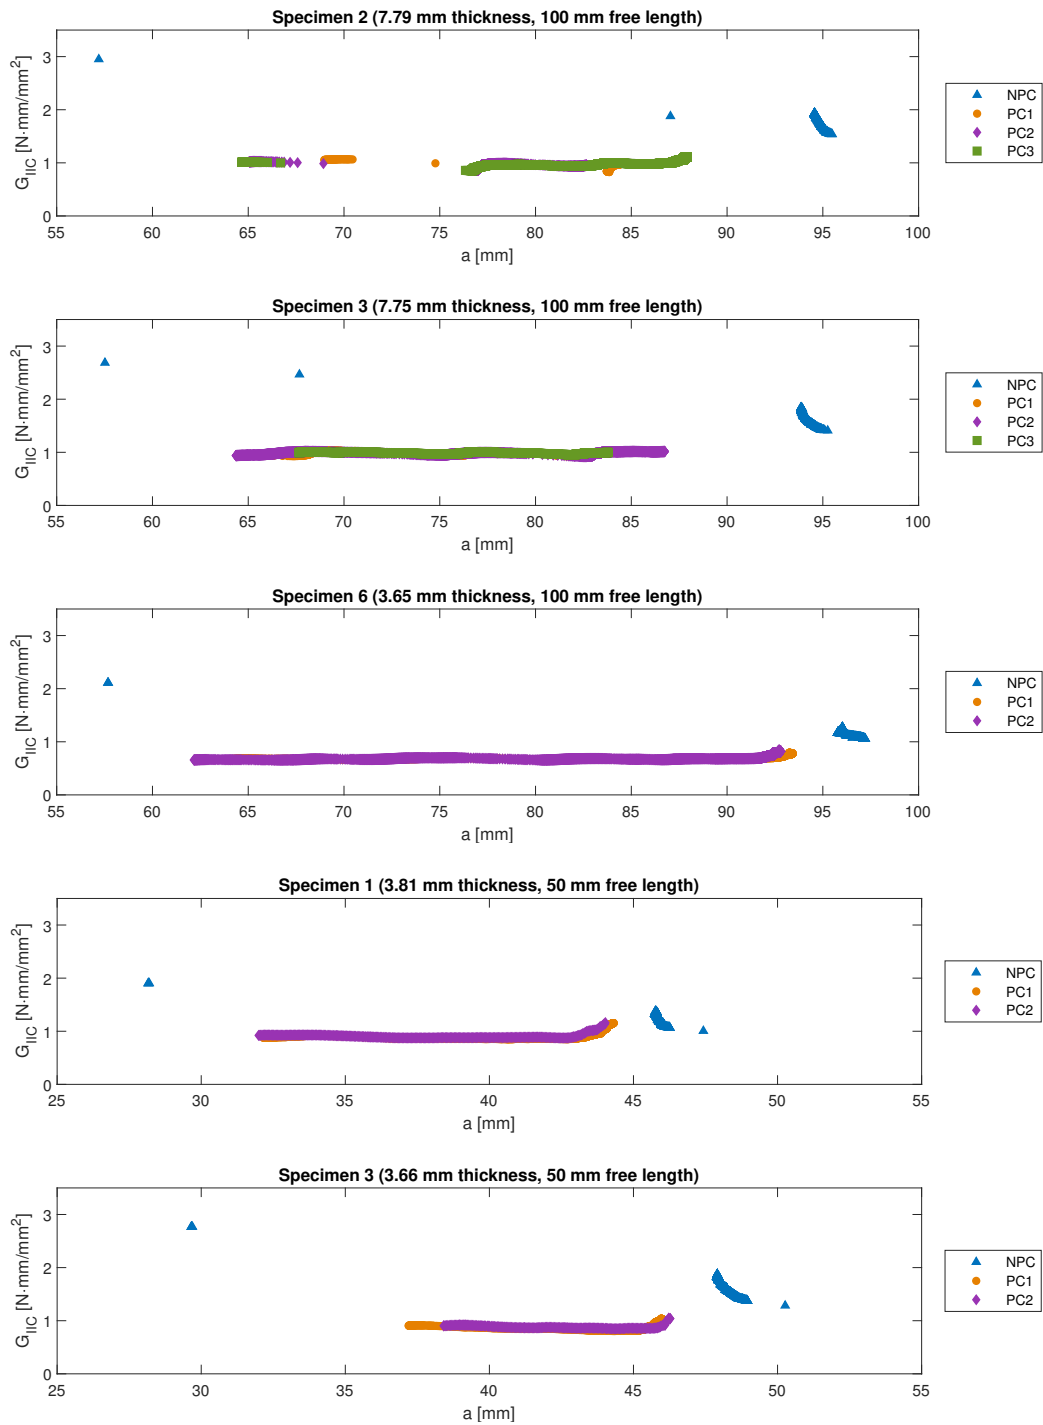 Specimen 2 (7.79 mm thickness, 100 mm free length)
G_IIC [N·mm/mm²]
3
2
1
0
55 60 65 70 75 80 85 90 95 100
a [mm]
NPC
PC1
PC2
PC3
Specimen 3 (7.75 mm thickness, 100 mm free length)
G_IIC [N·mm/mm²]
3
2
1
0
55 60 65 70 75 80 85 90 95 100
a [mm]
NPC
PC1
PC2
PC3
Specimen 6 (3.65 mm thickness, 100 mm free length)
G_IIC [N·mm/mm²]
3
2
1
0
55 60 65 70 75 80 85 90 95 100
a [mm]
NPC
PC1
PC2
Specimen 1 (3.81 mm thickness, 50 mm free length)
G_IIC [N·mm/mm²]
3
2
1
0
25 30 35 40 45 50 55
a [mm]
NPC
PC1
PC2
Specimen 3 (3.66 mm thickness, 50 mm free length)
G_IIC [N·mm/mm²]
3
2
1
0
25 30 35 40 45 50 55
a [mm]
NPC
PC1
PC2